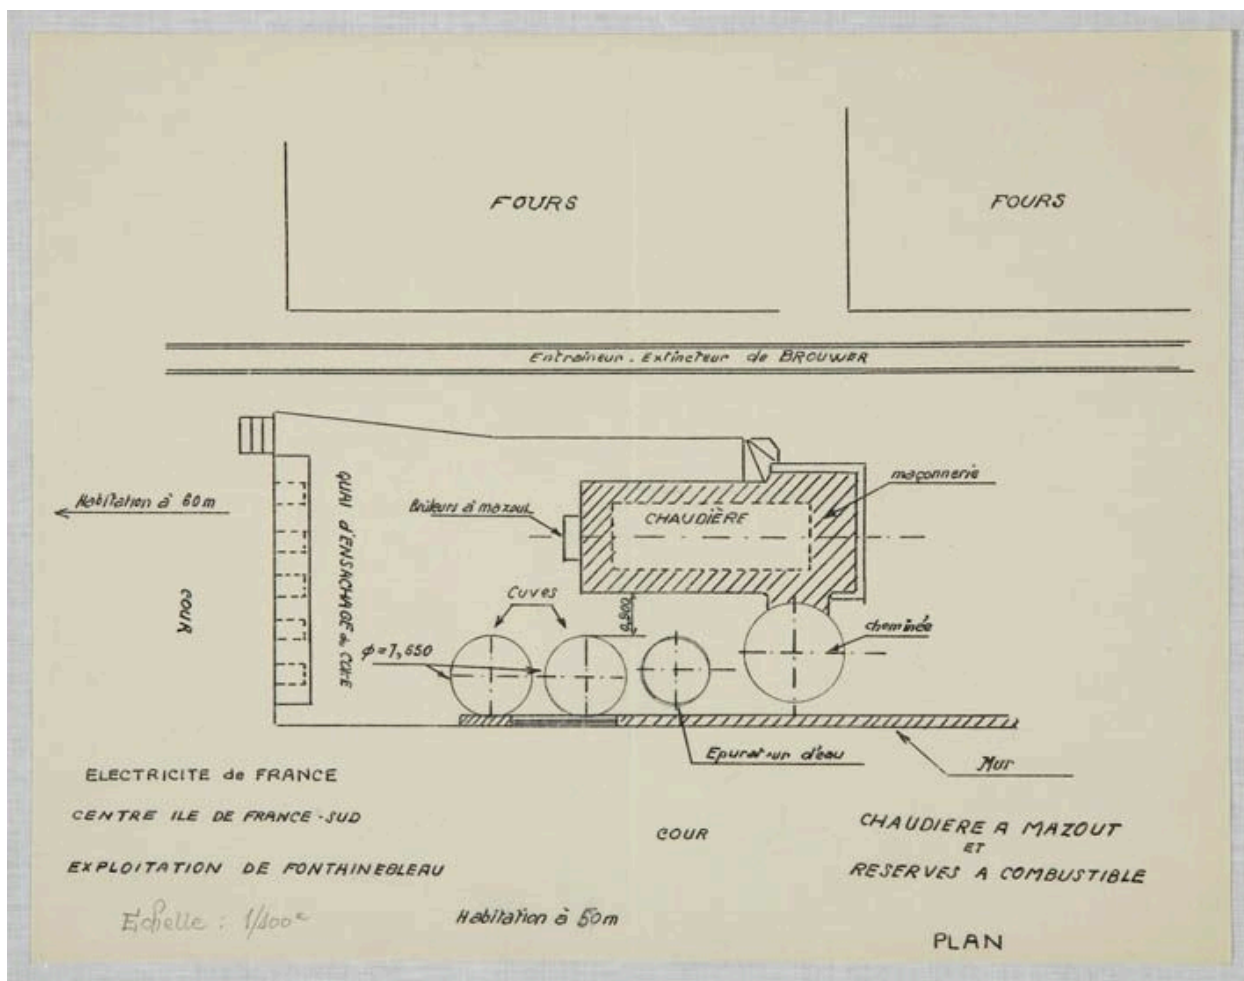 FOURS
FOURS
Entraineur. Extincteur de BROUWER
Habitation à 60m
QUAI d'ENSACHAGE du COKE
COUR
Brûleurs à mazout
CHAUDIÈRE
maçonnerie
Cuves
φ=1,650
cheminée
Epurateur d'eau
Mur
ELECTRICITE de FRANCE
CENTRE ILE DE FRANCE-SUD
EXPLOITATION DE FONTAINEBLEAU
Echelle : 1/100e
COUR
Habitation à 50m
CHAUDIERE A MAZOUT
ET
RESERVES A COMBUSTIBLE
PLAN